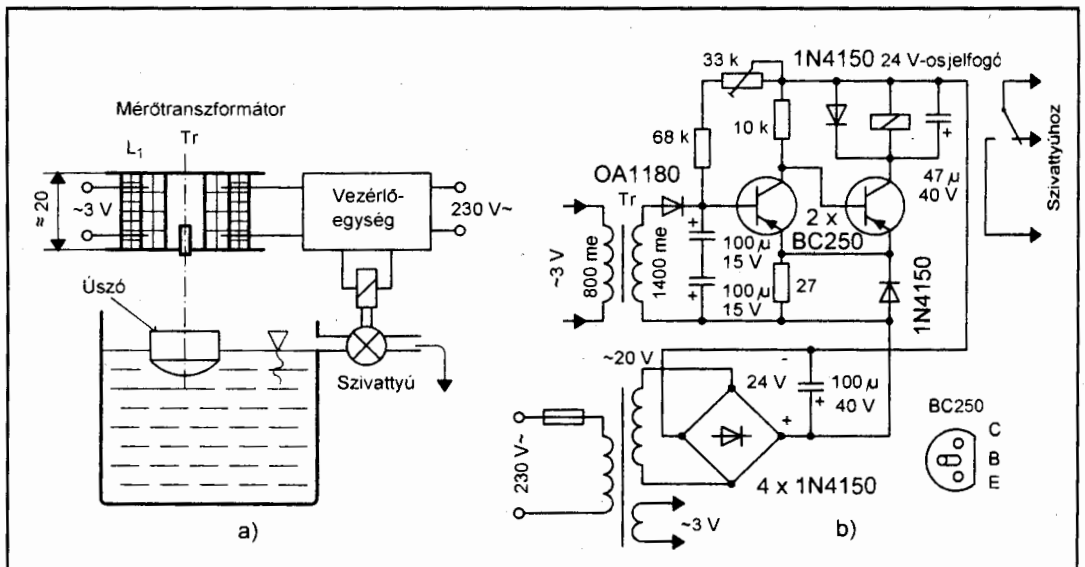 Mérőtranszformátor
Tr
L₁
≈ 20
~3 V
Vezérlő-
egység
230 V~
Úszó
Szivattyú
a)
33 k
1N4150
24 V-osjelfogó
68 k
10 k
OA1180
Tr
~3 V
800 me
1400 me
+
100 µ
15 V
+
100 µ
15 V
2 x
BC250
27
+
47 µ
40 V
1N4150
Szivattyúhoz
~20 V
24 V
-
100 µ
+
40 V
+
230 V~
4 x 1N4150
~3 V
BC250
C
B
E
b)